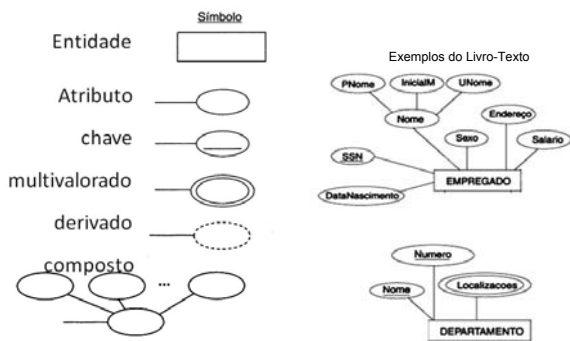 Símbolo
Entidade
Atributo
chave
multivalorado
derivado
composto
...
Exemplos do Livro-Texto
PNome InicialM UNome
Nome
Endereço
Sexo
Salario
SSN
EMPREGADO
DataNascimento
Numero
Nome
Localizacoes
DEPARTAMENTO